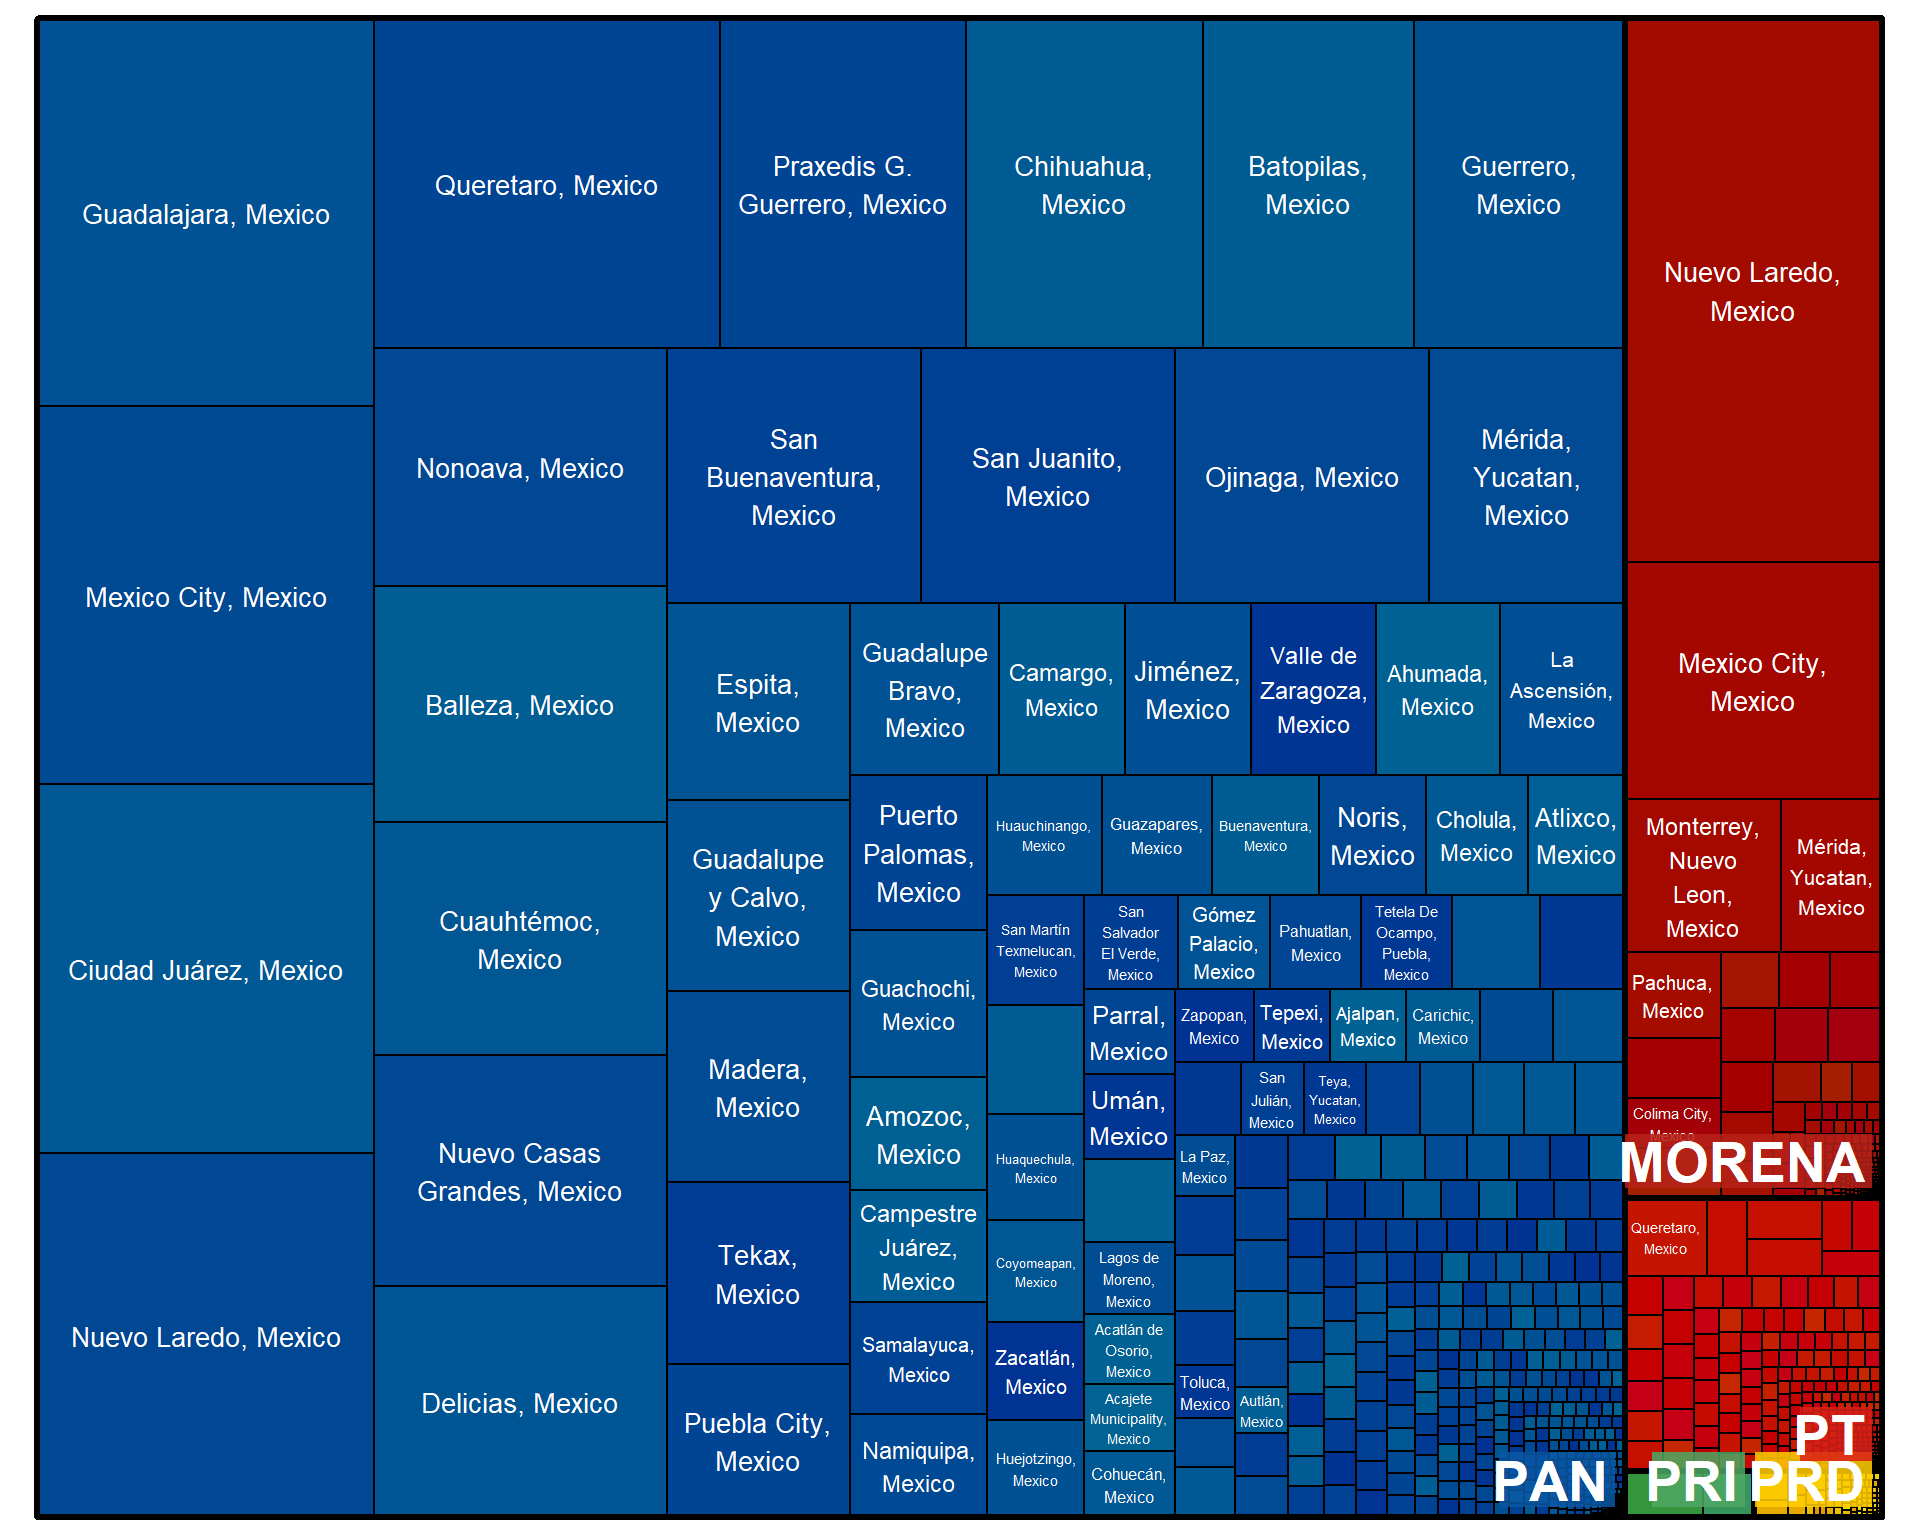 Guadalajara, Mexico
Mexico City, Mexico
Ciudad Juárez, Mexico
Nuevo Laredo, Mexico
Queretaro, Mexico
Praxedis G.
Guerrero, Mexico
Chihuahua,
Mexico
Batopilas,
Mexico
Guerrero,
Mexico
Nonoava, Mexico
Balleza, Mexico
Cuauhtémoc,
Mexico
Nuevo Casas
Grandes, Mexico
Delicias, Mexico
San
Buenaventura,
Mexico
San Juanito,
Mexico
Ojinaga, Mexico
Mérida,
Yucatan,
Mexico
Espita,
Mexico
Guadalupe
y Calvo,
Mexico
Madera,
Mexico
Tekax,
Mexico
Puebla City,
Mexico
Guadalupe
Bravo,
Mexico
Camargo,
Mexico
Jiménez,
Mexico
Valle de
Zaragoza,
Mexico
Ahumada,
Mexico
La
Ascensión,
Mexico
Puerto
Palomas,
Mexico
Guachochi,
Mexico
Amozoc,
Mexico
Campestre
Juárez,
Mexico
Samalayuca,
Mexico
Namiquipa,
Mexico
Huauchinango,
Mexico
Guazapares,
Mexico
Buenaventura,
Mexico
Noris,
Mexico
Cholula,
Mexico
Atlixco,
Mexico
San Martín
Texmelucan,
Mexico
Huaquechula,
Mexico
Coyomeapan,
Mexico
Zacatlán,
Mexico
Huejotzingo,
Mexico
San
Salvador
El Verde,
Mexico
Gómez
Palacio,
Mexico
Pahuatlan,
Mexico
Tetela De
Ocampo,
Puebla,
Mexico
Parral,
Mexico
Umán,
Mexico
Lagos de
Moreno,
Mexico
Acatlán de
Osorio,
Mexico
Acajete
Municipality,
Mexico
Cohuecán,
Mexico
Zapopan,
Mexico
Tepexi,
Mexico
Ajalpan,
Mexico
Carichic,
Mexico
San
Julián,
Mexico
Teya,
Yucatan,
Mexico
La Paz,
Mexico
Toluca,
Mexico
Autlán,
Mexico
PAN
Nuevo Laredo,
Mexico
Mexico City,
Mexico
Monterrey,
Nuevo
Leon,
Mexico
Mérida,
Yucatan,
Mexico
Pachuca,
Mexico
Colima City,
Mexico
MORENA
Queretaro,
Mexico
PT
PRI
PRD